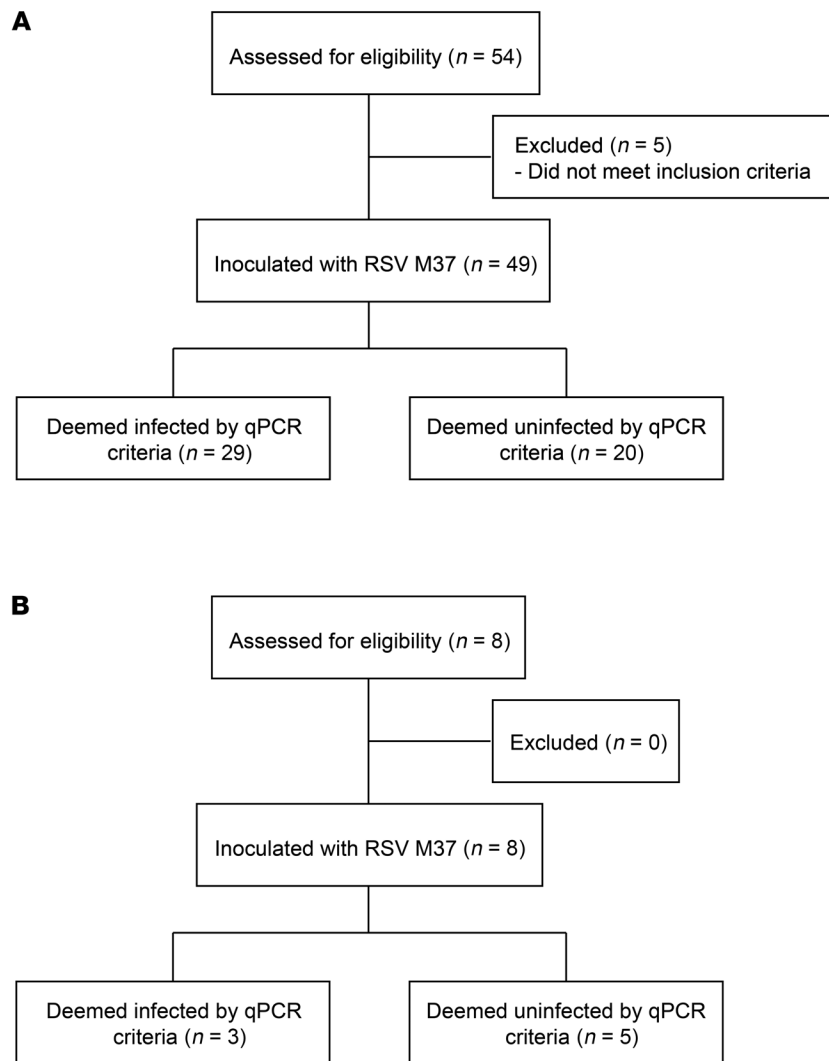 A
Assessed for eligibility (n = 54)
Excluded (n = 5)
- Did not meet inclusion criteria
Inoculated with RSV M37 (n = 49)
Deemed infected by qPCR
criteria (n = 29)
Deemed uninfected by qPCR
criteria (n = 20)
B
Assessed for eligibility (n = 8)
Excluded (n = 0)
Inoculated with RSV M37 (n = 8)
Deemed infected by qPCR
criteria (n = 3)
Deemed uninfected by qPCR
criteria (n = 5)